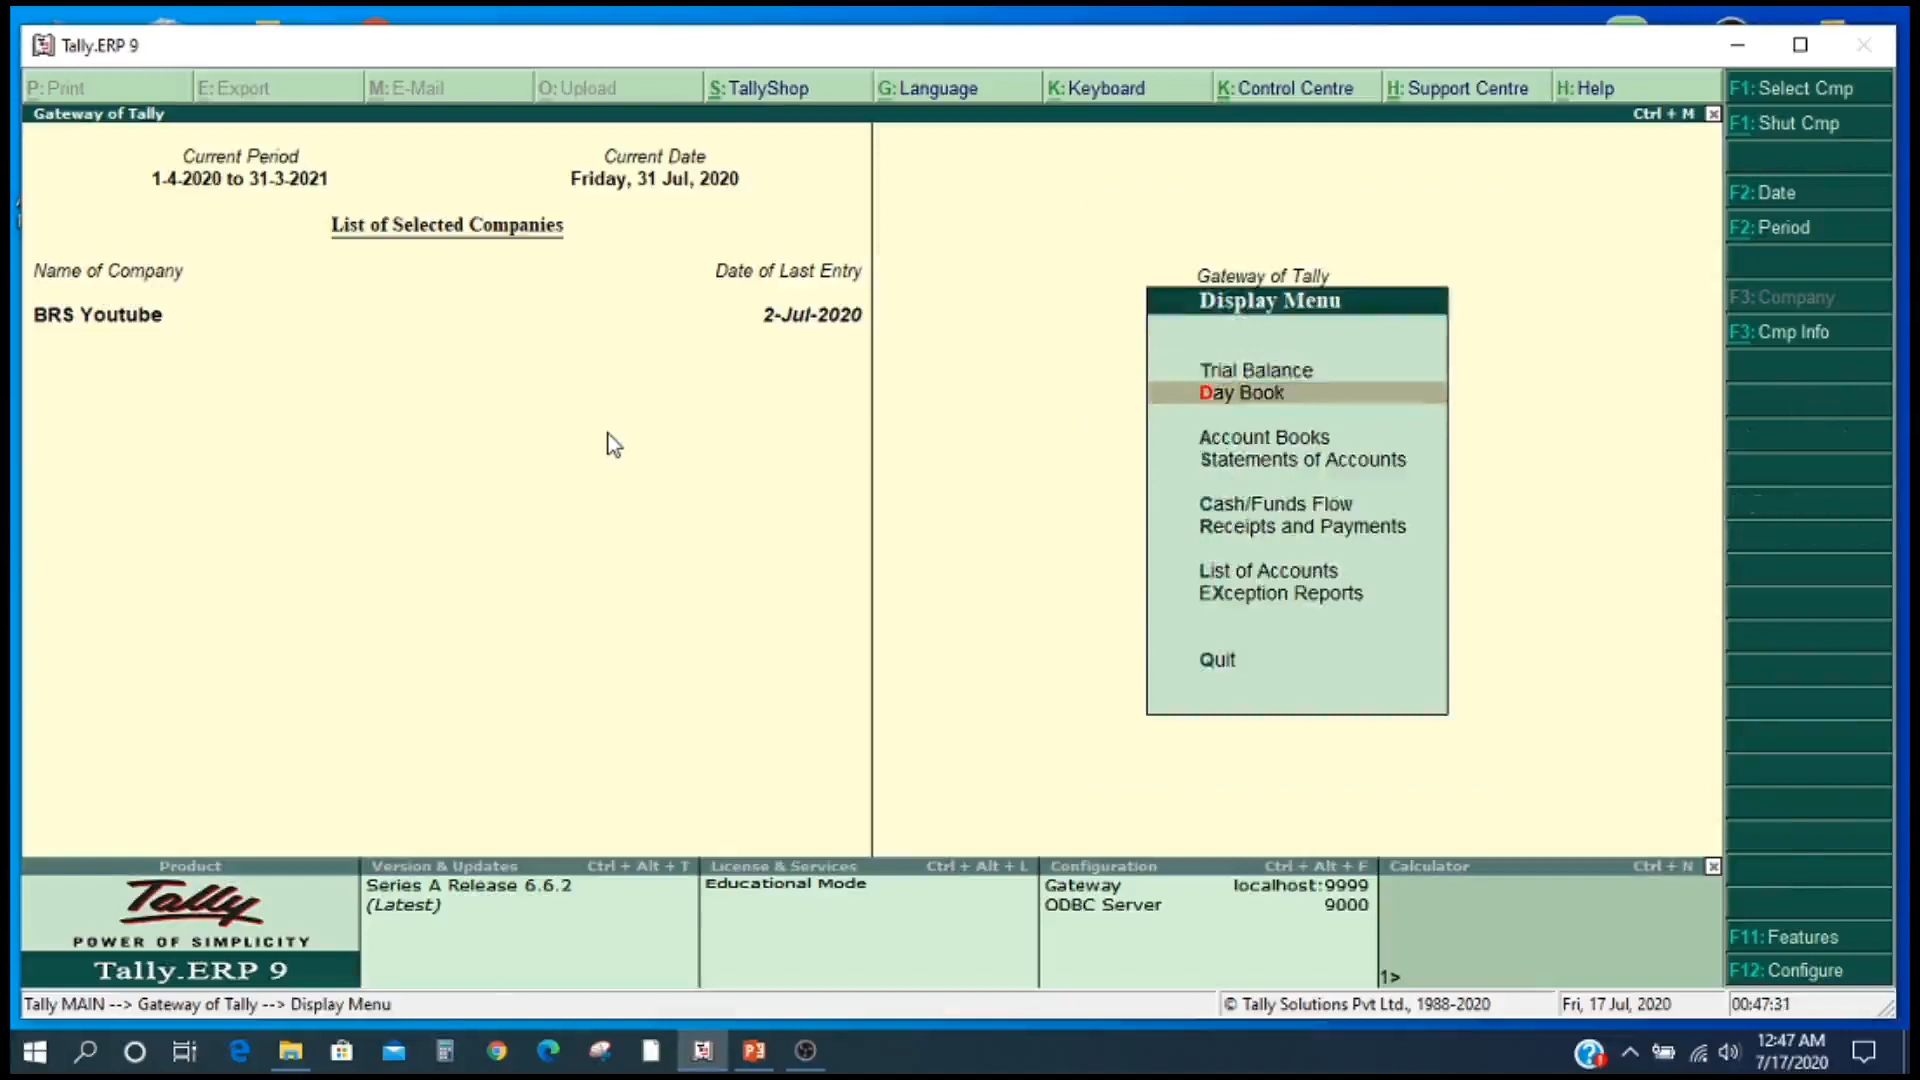 Tally.ERP 9
P: Print
E: Export
M: E-Mail
O: Upload
S: TallyShop
G: Language
K: Keyboard
K: Control Centre
H: Support Centre
H: Help
Gateway of Tally
Ctrl + M
Current Period
Current Date
1-4-2020 to 31-3-2021
Friday, 31 Jul, 2020
List of Selected Companies
Name of Company
Date of Last Entry
BRS Youtube
2-Jul-2020
Gateway of Tally
Display Menu
Trial Balance
Day Book
Account Books
Statements of Accounts
Cash/Funds Flow
Receipts and Payments
List of Accounts
EXception Reports
Quit
F1: Select Cmp
F1: Shut Cmp
F2: Date
F2: Period
F3: Company
F3: Cmp Info
F11: Features
F12: Configure
Product
Tally
POWER OF SIMPLICITY
Tally.ERP 9
Version & Updates
Ctrl + Alt + T
Series A Release 6.6.2
(Latest)
License & Services
Ctrl + Alt + L
Educational Mode
Configuration
Ctrl + Alt + F
Gateway
localhost:9999
ODBC Server
9000
Calculator
Ctrl + N
1>
Tally MAIN --> Gateway of Tally --> Display Menu
© Tally Solutions Pvt Ltd., 1988-2020
Fri, 17 Jul, 2020
00:47:31
12:47 AM
7/17/2020